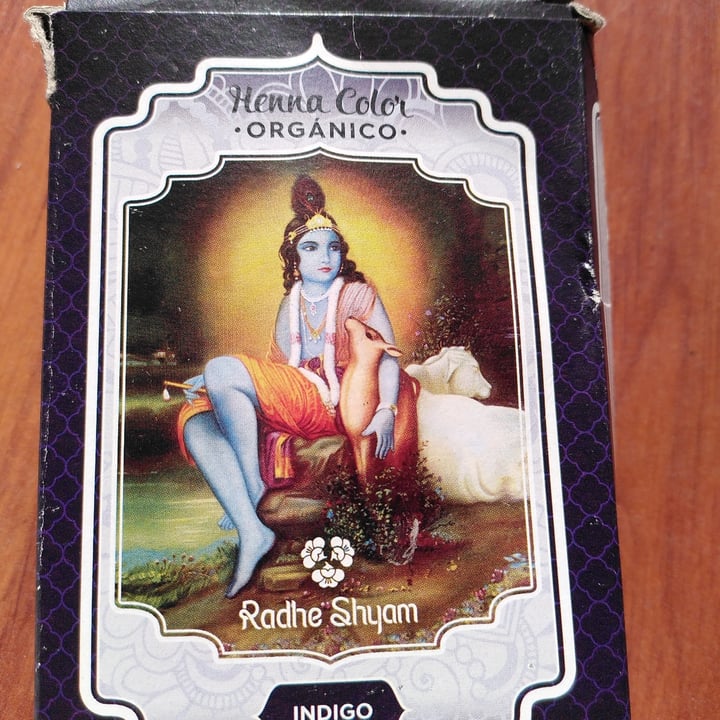 Henna Color
•ORGÁNICO•
Radhe Shyam
INDIGO